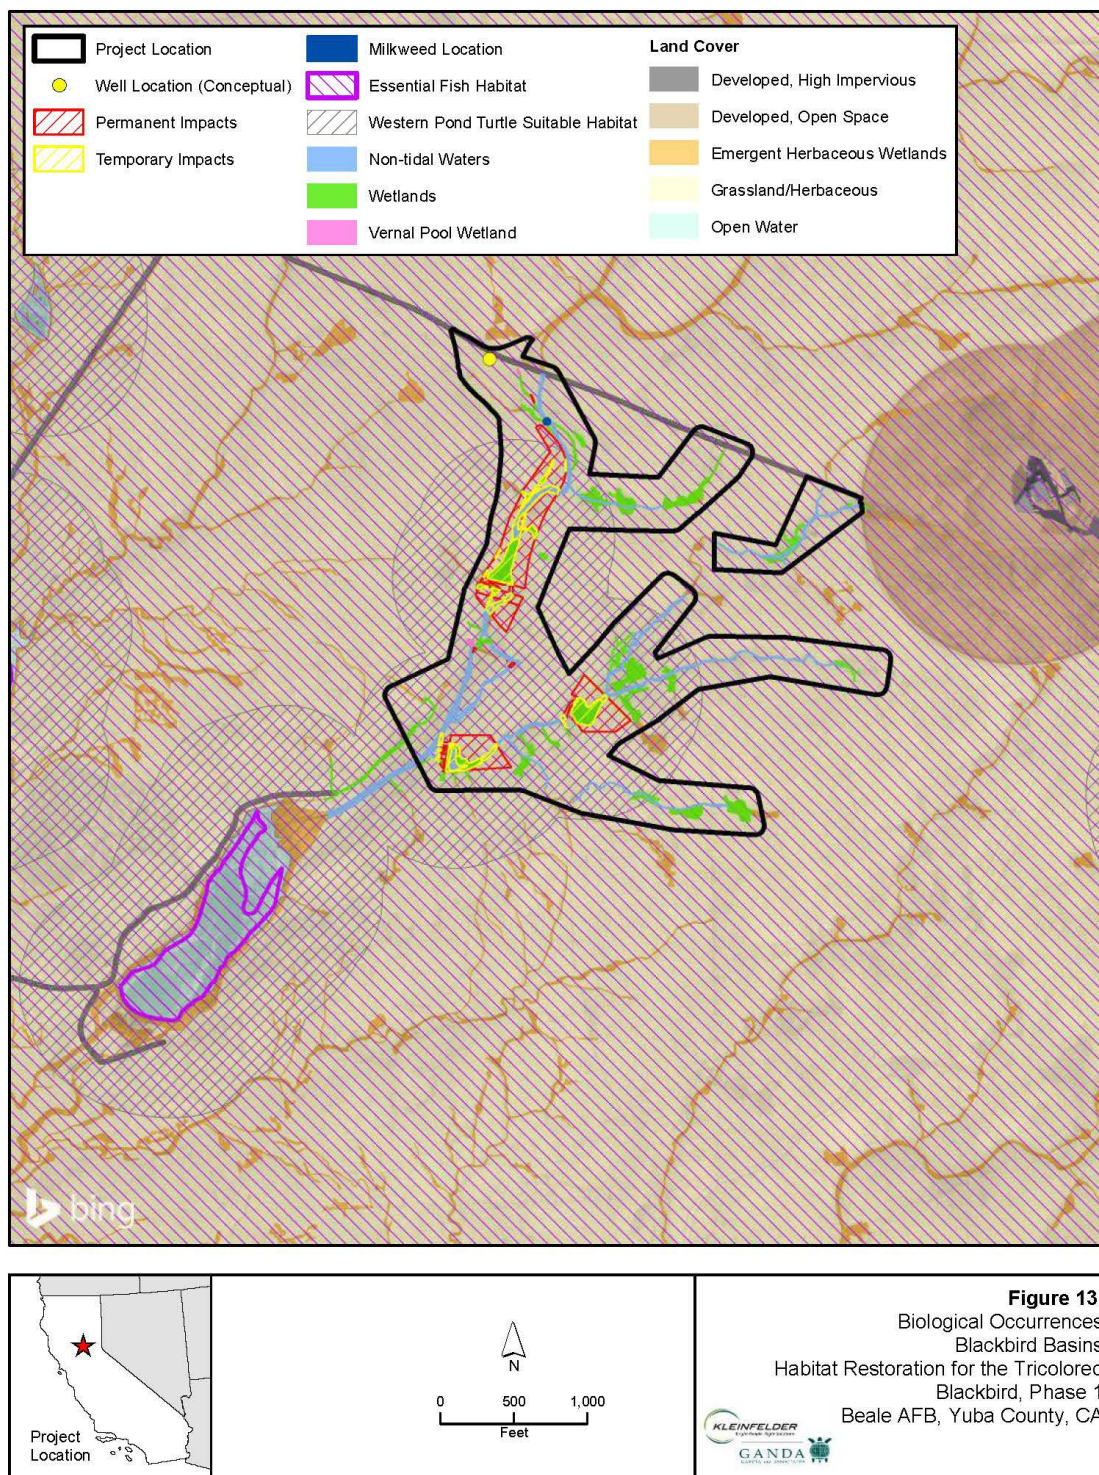 Project Location
Well Location (Conceptual)
Permanent Impacts
Temporary Impacts
Milkweed Location
Essential Fish Habitat
Western Pond Turtle Suitable Habitat
Non-tidal Waters
Wetlands
Vernal Pool Wetland
Land Cover
Developed, High Impervious
Developed, Open Space
Emergent Herbaceous Wetlands
Grassland/Herbaceous
Open Water
bing
Project
Location
N
0 500 1,000
Feet
Figure 13
Biological Occurrences
Blackbird Basins
Habitat Restoration for the Tricolored
Blackbird, Phase 1
Beale AFB, Yuba County, CA
KLEINFELDER
GANDA